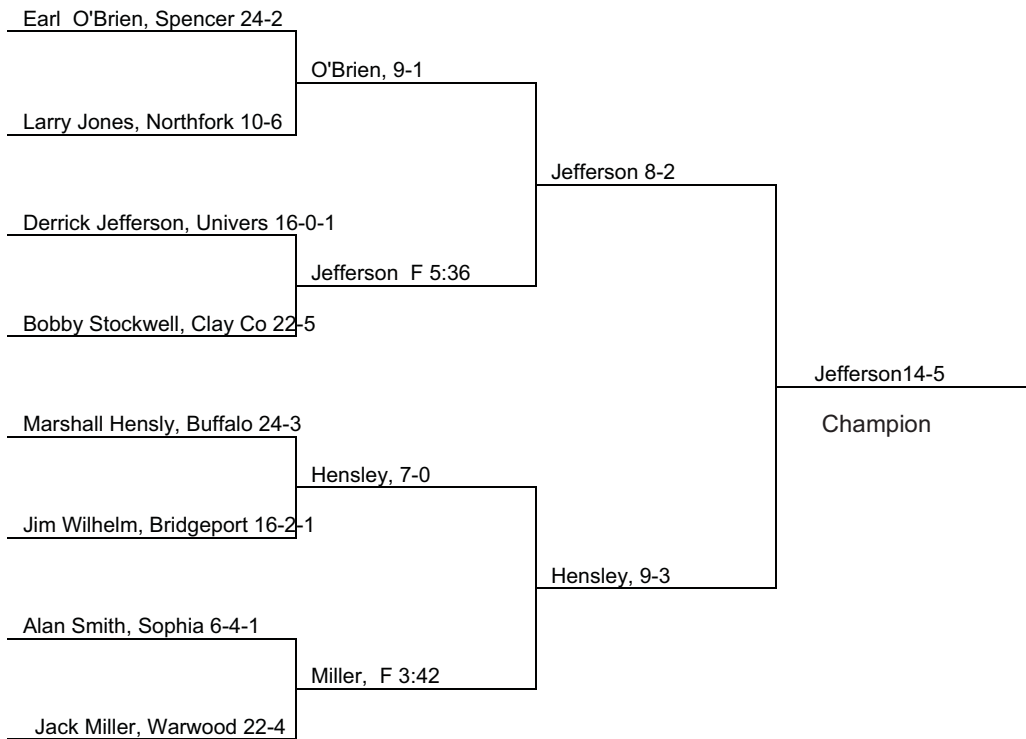 Earl O'Brien, Spencer 24-2
O'Brien, 9-1
Larry Jones, Northfork 10-6
Jefferson 8-2
Derrick Jefferson, Univers 16-0-1
Jefferson F 5:36
Bobby Stockwell, Clay Co 22-5
Jefferson14-5
Champion
Marshall Hensly, Buffalo 24-3
Hensley, 7-0
Jim Wilhelm, Bridgeport 16-2-1
Hensley, 9-3
Alan Smith, Sophia 6-4-1
Miller, F 3:42
Jack Miller, Warwood 22-4